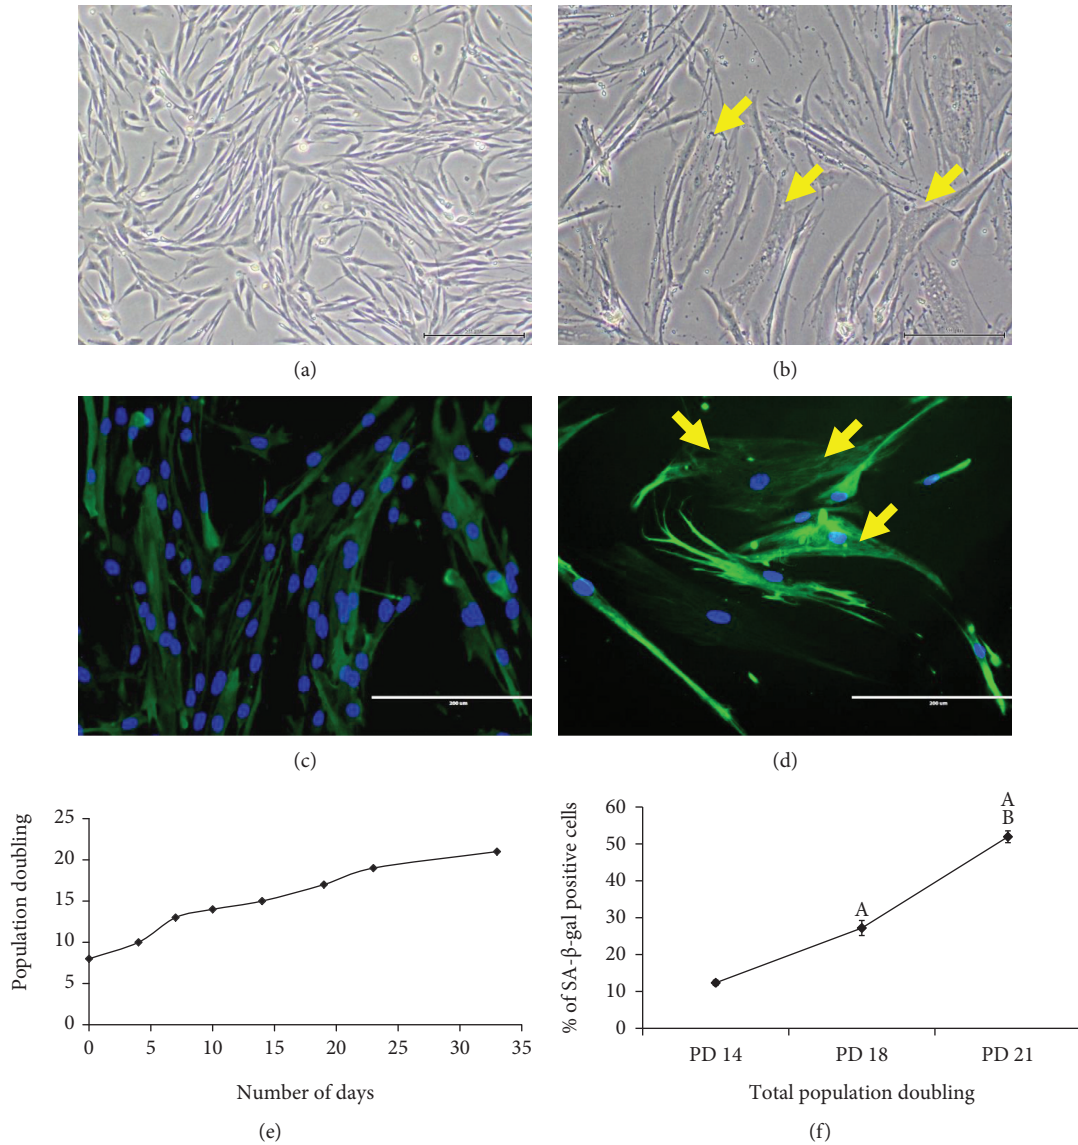 (a)
(b)
200 um
200 um
(c)
(d)
Population doubling
25
20
15
10
5
0
0 5 10 15 20 25 30 35
Number of days
(e)
% of SA-β-gal positive cells
60
50
40
30
20
10
0
A
A
B
PD 14 PD 18 PD 21
Total population doubling
(f)